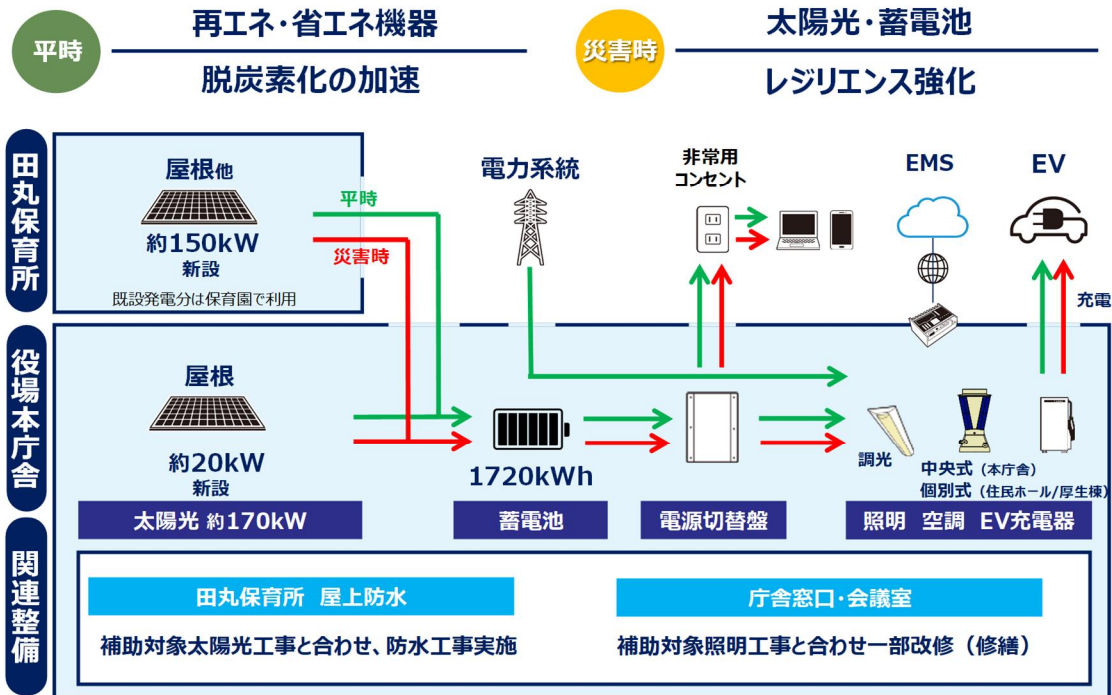 平時
再エネ・省エネ機器
脱炭素化の加速
災害時
太陽光・蓄電池
レジリエンス強化
田丸保育所
屋根他
約150kW
新設
既設発電分は保育園で利用
平時
災害時
電力系統
非常用
コンセント
EMS
EV
充電
役場本庁舎
屋根
約20kW
新設
太陽光 約170kW
1720kWh
蓄電池
電源切替盤
調光
中央式（本庁舎）
個別式（住民ホール/厚生棟）
照明 空調 EV充電器
関連整備
田丸保育所 屋上防水
補助対象太陽光工事と合わせ、防水工事実施
庁舎窓口・会議室
補助対象照明工事と合わせ一部改修（修繕）